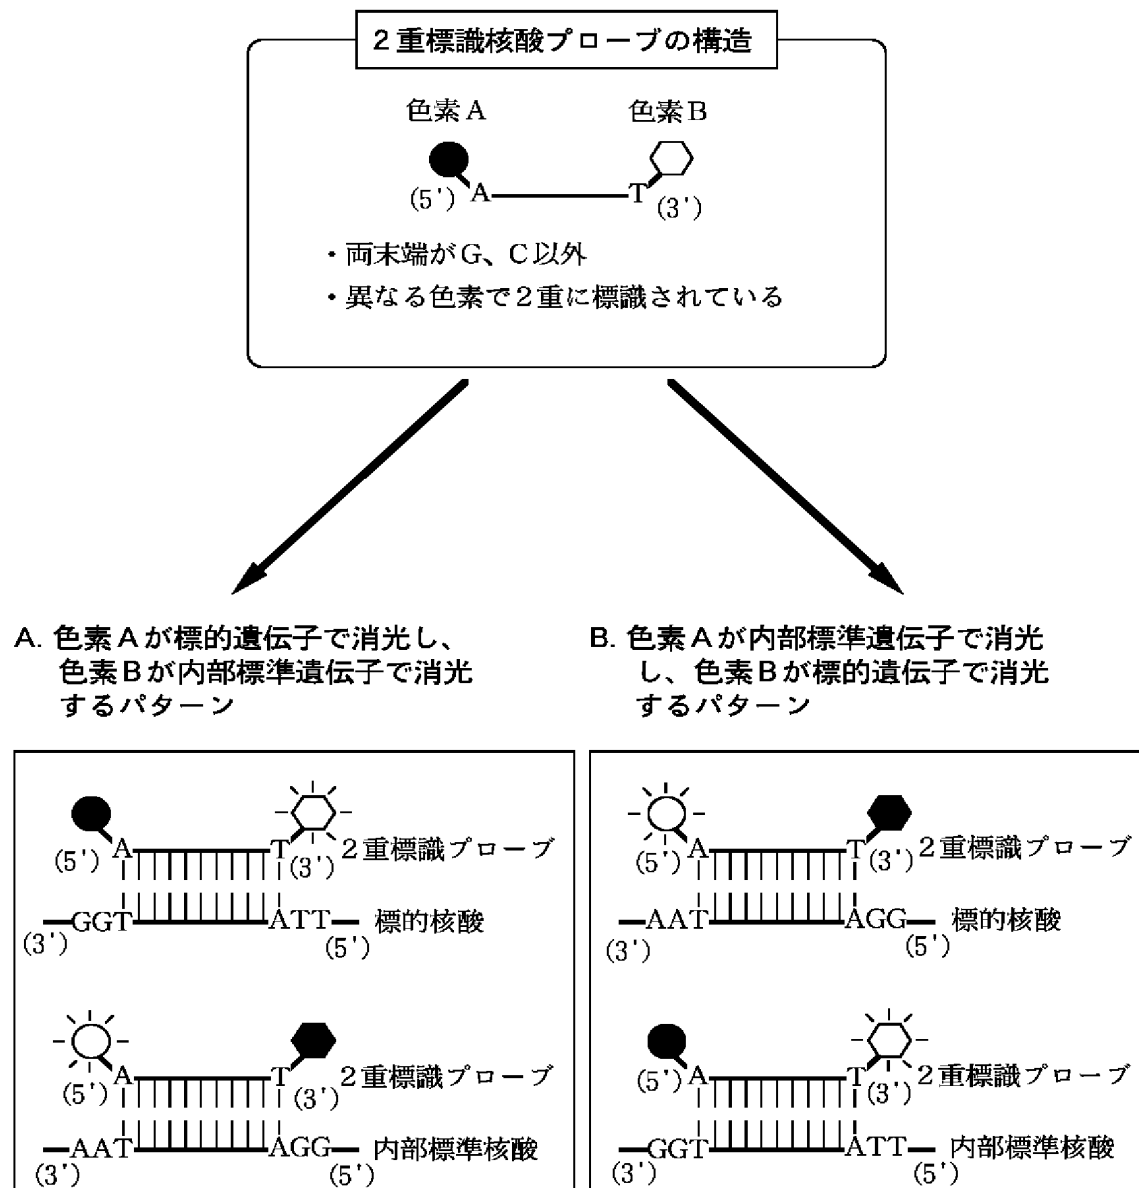 2重標識核酸プローブの構造
色素A 色素B
(5') A T (3')
・両末端がG、C以外
・異なる色素で2重に標識されている
A. 色素Aが標的遺伝子で消光し、
色素Bが内部標準遺伝子で消光
するパターン
(5') A T (3') 2重標識プローブ
(3') GGT ATT (5') 標的核酸
(5') A T (3') 2重標識プローブ
(3') AAT AGG (5') 内部標準核酸
B. 色素Aが内部標準遺伝子で消光
し、色素Bが標的遺伝子で消光
するパターン
(5') A T (3') 2重標識プローブ
(3') AAT AGG (5') 標的核酸
(5') A T (3') 2重標識プローブ
(3') GGT ATT (5') 内部標準核酸